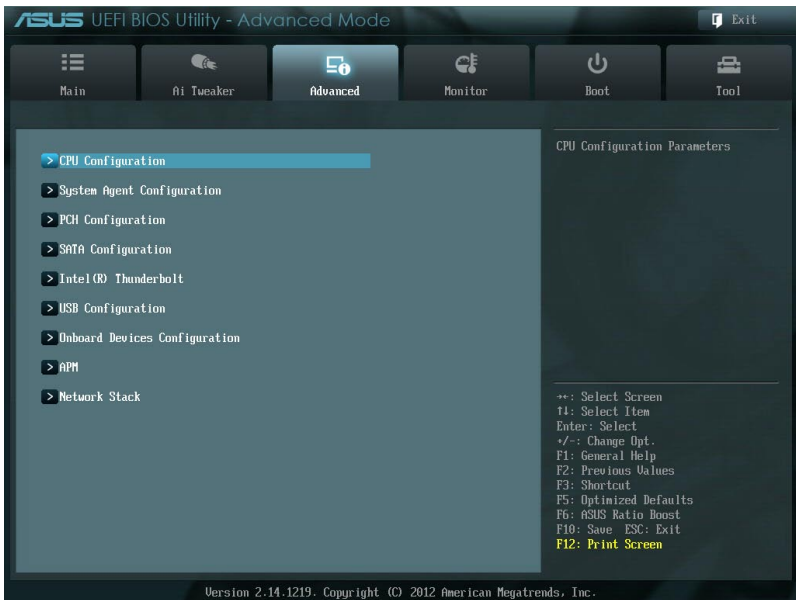 ASUS UEFI BIOS Utility - Advanced Mode
Exit
Main
Ai Tweaker
Advanced
Monitor
Boot
Tool
> CPU Configuration
> System Agent Configuration
> PCH Configuration
> SATA Configuration
> Intel(R) Thunderbolt
> USB Configuration
> Onboard Devices Configuration
> APM
> Network Stack
CPU Configuration Parameters
→←: Select Screen
↑↓: Select Item
Enter: Select
+/-: Change Opt.
F1: General Help
F2: Previous Values
F3: Shortcut
F5: Optimized Defaults
F6: ASUS Ratio Boost
F10: Save ESC: Exit
F12: Print Screen
Version 2.14.1219. Copyright (C) 2012 American Megatrends, Inc.